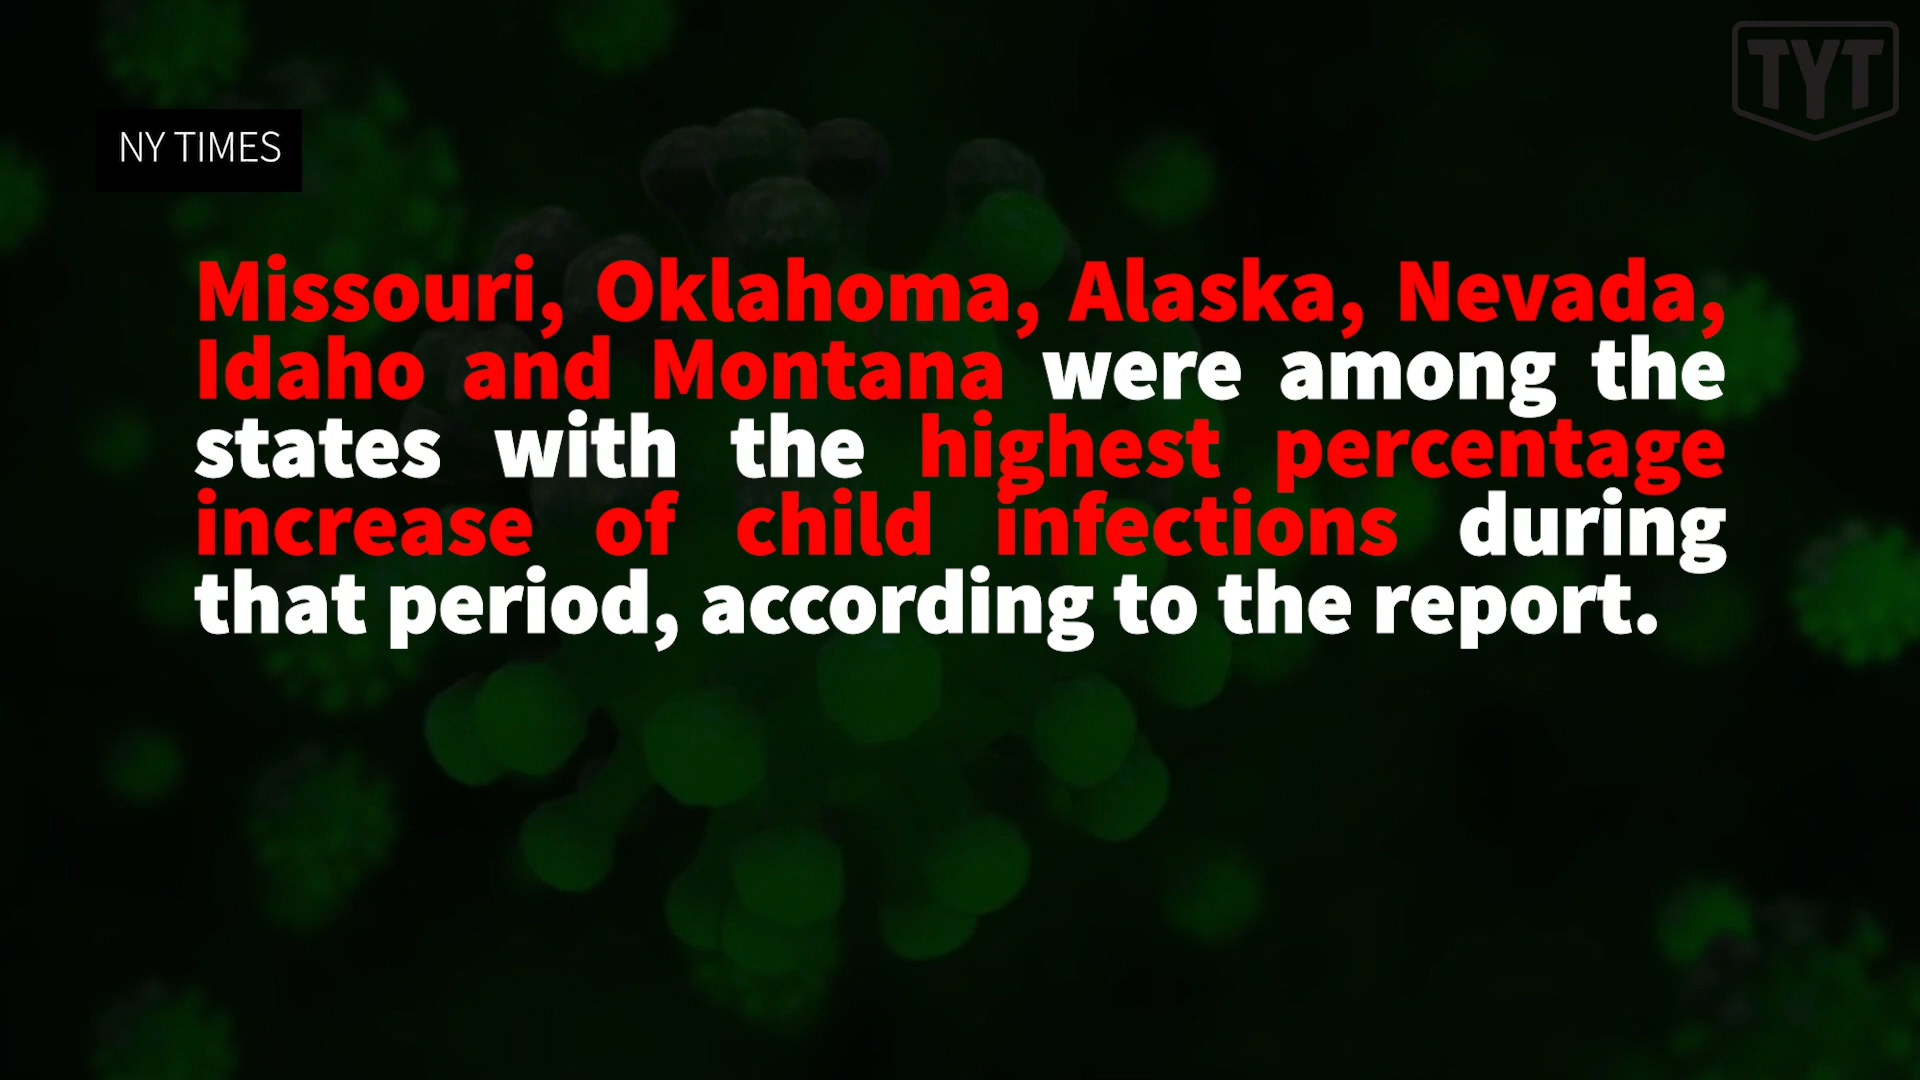 TYT
NY TIMES
Missouri, Oklahoma, Alaska, Nevada,
Idaho and Montana were among the
states with the highest percentage
increase of child infections during
that period, according to the report.